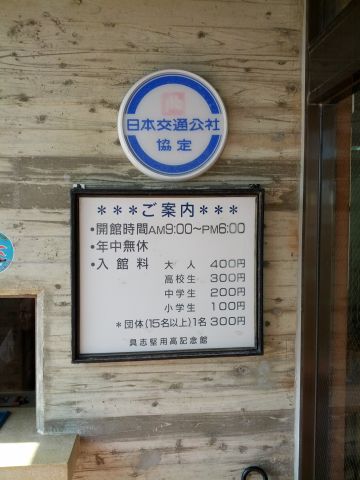 日本交通公社
協定
***ご案内***
・開館時間AM9:00~PM6:00
・年中無休
・入館料 大人 400円
高校生 300円
中学生 200円
小学生 100円
*団体(15名以上)1名 300円
具志堅用高記念館